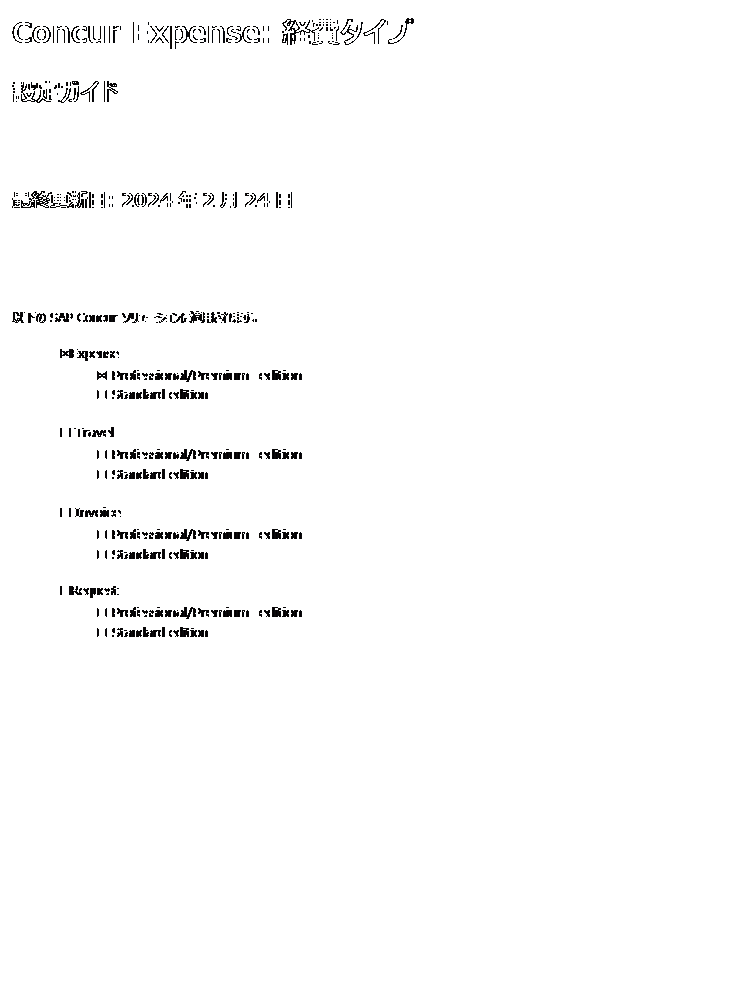 Concur Expense: 経費タイプ
設定ガイド
最終更新日: 2024 年 2 月 24 日
以下の SAP Concur ソリューションに適用されます。
☒ Expense
☒ Professional/Premium edition
☐ Standard edition
☐ Travel
☐ Professional/Premium edition
☐ Standard edition
☐ Invoice
☐ Professional/Premium edition
☐ Standard edition
☐ Request
☐ Professional/Premium edition
☐ Standard edition